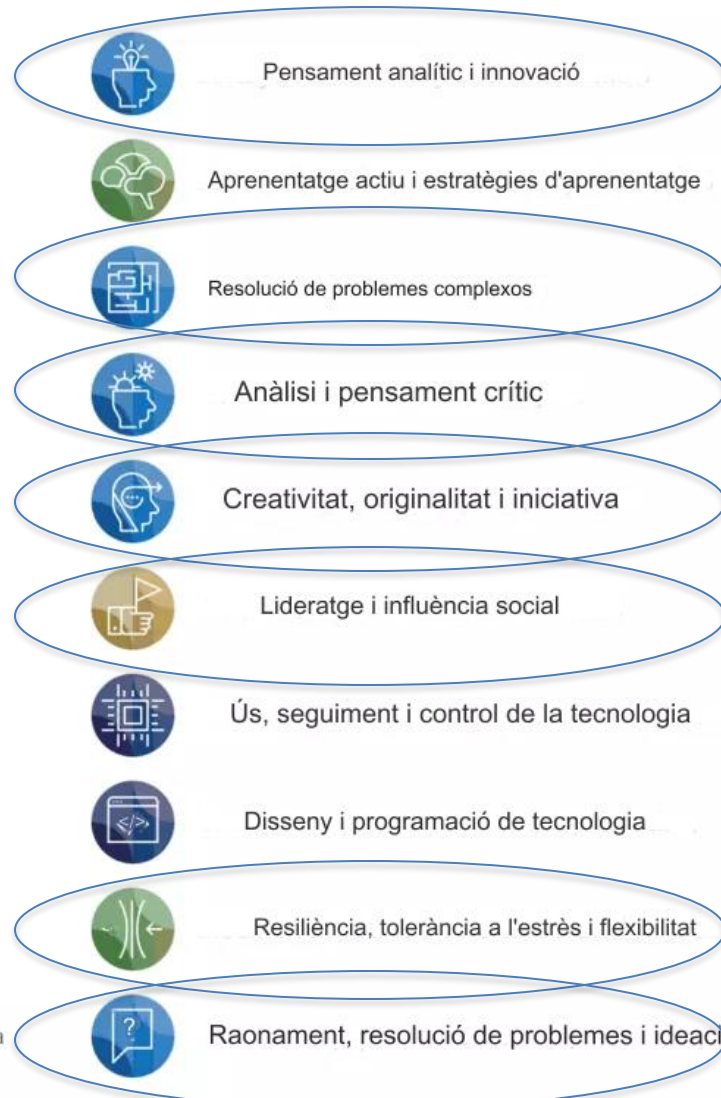 Pensament analític i innovació
Aprenentatge actiu i estratègies d'aprenentatge
Resolució de problemes complexos
Anàlisi i pensament crític
Creativitat, originalitat i iniciativa
Lideratge i influència social
Ús, seguiment i control de la tecnologia
Disseny i programació de tecnologia
Resiliència, tolerància a l'estrès i flexibilitat
a
Raonament, resolució de problemes i ideaci